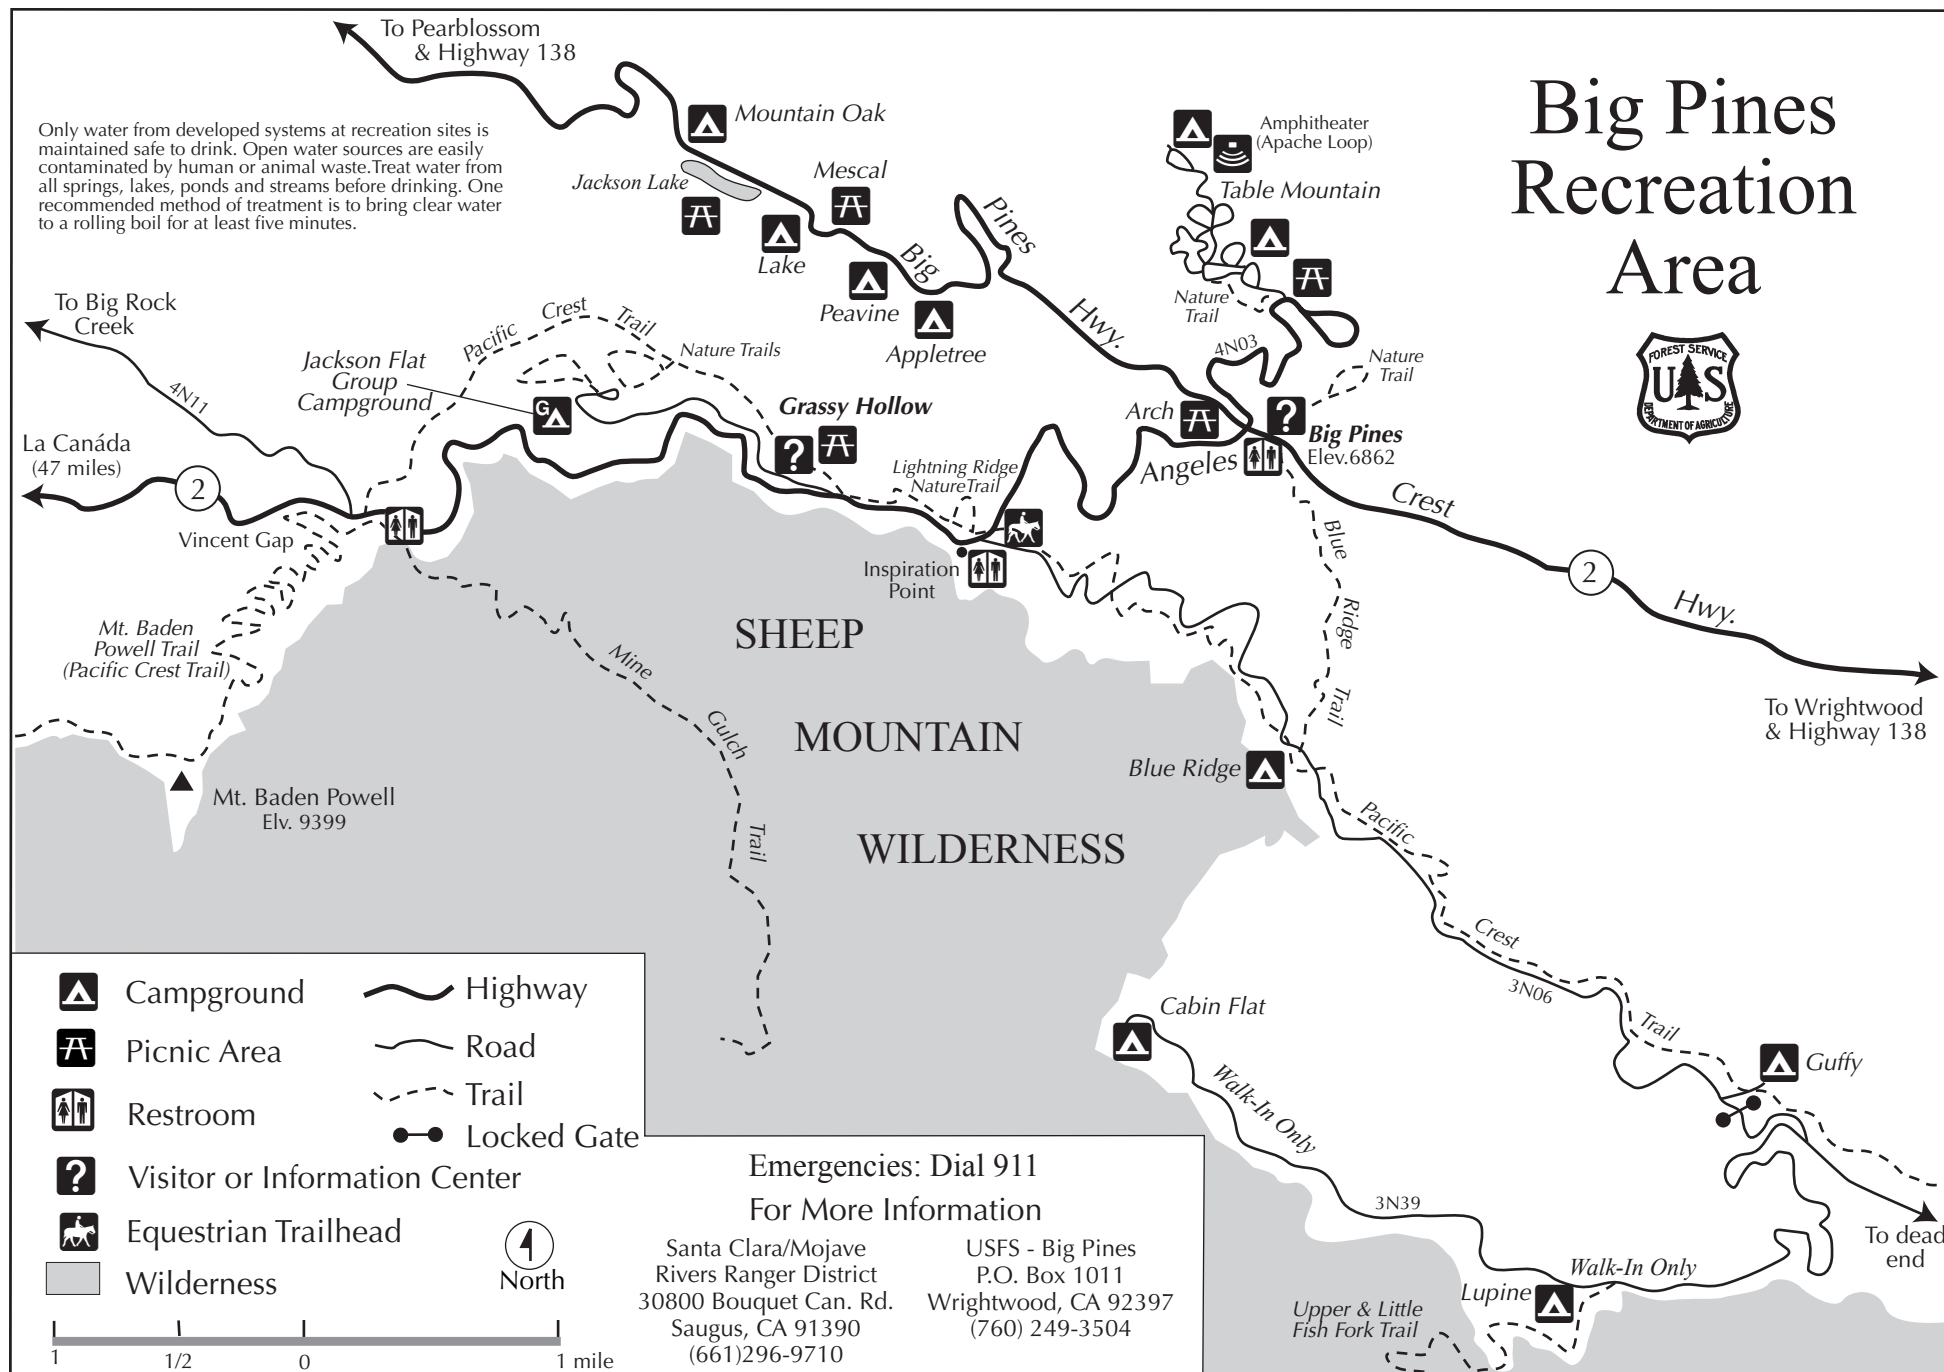 To Pearblossom
& Highway 138
Big Pines
Recreation
Area
FOREST SERVICE
U S
DEPARTMENT OF AGRICULTURE
Only water from developed systems at recreation sites is
maintained safe to drink. Open water sources are easily
contaminated by human or animal waste.Treat water from
all springs, lakes, ponds and streams before drinking. One
recommended method of treatment is to bring clear water
to a rolling boil for at least five minutes.
Mountain Oak
Jackson Lake
Mescal
Lake
Peavine
Appletree
Big
Pines
Hwy.
Amphitheater
(Apache Loop)
Table Mountain
Nature
Trail
4N03
Nature
Trail
To Big Rock
Creek
4N11
La Canáda
(47 miles)
2
Jackson Flat
Group
Campground
G
Pacific
Crest
Trail
Nature Trails
Grassy Hollow
?
Arch
?
Big Pines
Elev.6862
Angeles
Crest
2
Hwy.
To Wrightwood
& Highway 138
Lightning Ridge
NatureTrail
Vincent Gap
Inspiration
Point
Blue
Ridge
Trail
Mt. Baden
Powell Trail
(Pacific Crest Trail)
Mt. Baden Powell
Elv. 9399
Mine
Gulch
Trail
SHEEP
MOUNTAIN
WILDERNESS
Blue Ridge
Pacific
Crest
Trail
3N06
Guffy
To dead
end
Cabin Flat
Walk-In Only
3N39
Walk-In Only
Lupine
Upper & Little
Fish Fork Trail
Campground
Picnic Area
Restroom
?
Visitor or Information Center
Equestrian Trailhead
Wilderness
Highway
Road
Trail
Locked Gate
North
1 1/2 0 1 mile
Emergencies: Dial 911
For More Information
Santa Clara/Mojave
Rivers Ranger District
30800 Bouquet Can. Rd.
Saugus, CA 91390
(661)296-9710
USFS - Big Pines
P.O. Box 1011
Wrightwood, CA 92397
(760) 249-3504